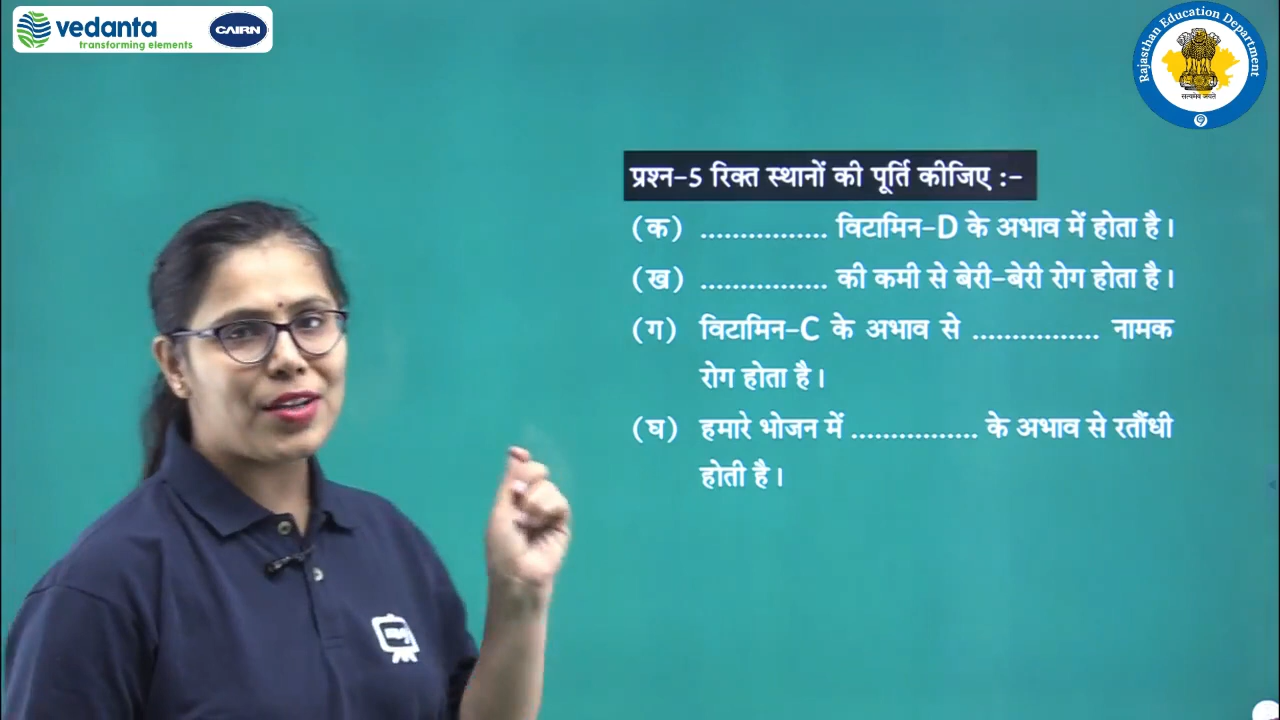 vedanta
transforming elements
CAIRN
Rajasthan Education Department
सत्यमेव जयते
प्रश्न-5 रिक्त स्थानों की पूर्ति कीजिए :-
(क) ................ विटामिन-D के अभाव में होता है।
(ख) ................ की कमी से बेरी-बेरी रोग होता है।
(ग) विटामिन-C के अभाव से ................ नामक
रोग होता है।
(घ) हमारे भोजन में ................ के अभाव से रतौंधी
होती है।